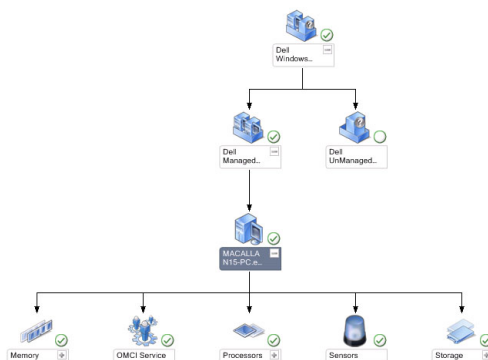 Dell
Windows..
Dell
Managed..
Dell
UnManaged..
MACALLA
N15-PC.e..
Memory
OMCI Service
Processors
Sensors
Storage